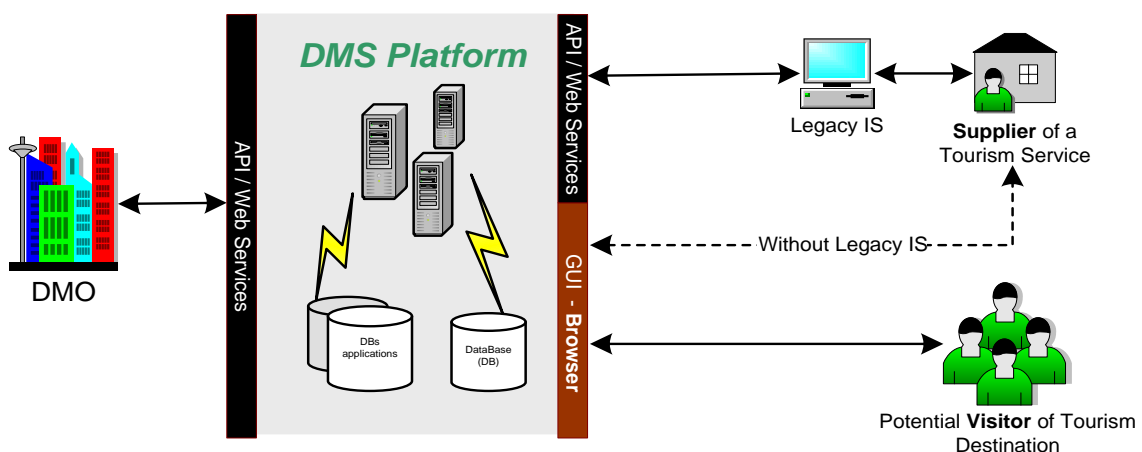 DMS Platform
API / Web Services
API / Web Services
GUI - Browser
DMO
DBs
applications
DataBase
(DB)
Legacy IS
Supplier of a
Tourism Service
Without Legacy IS
Potential Visitor of Tourism
Destination